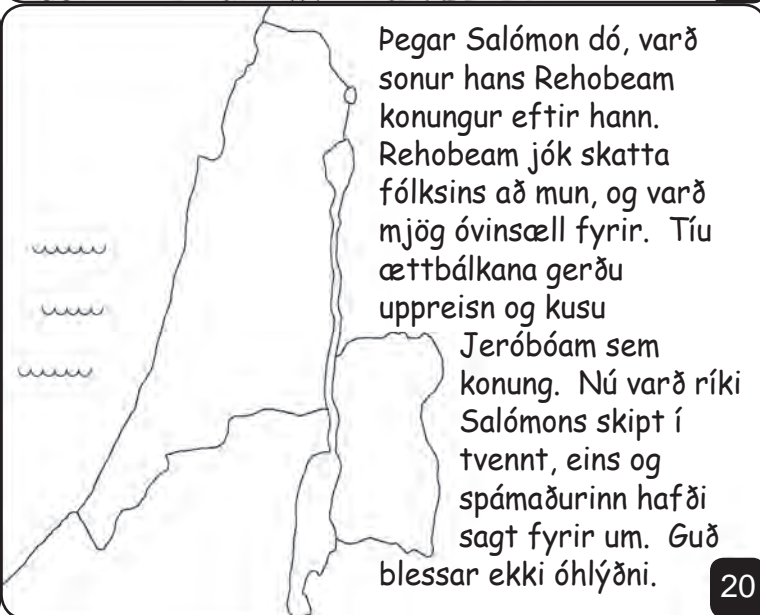 Þegar Salómon dó, varð
sonur hans Rehobeam
konungur eftir hann.
Rehobeam jók skatta
fólksins að mun, og varð
mjög óvinsæll fyrir. Tíu
ættbálkana gerðu
uppreisn og kusu
Jeróbóam sem
konung. Nú varð ríki
Salómons skipt í
tvennt, eins og
spámaðurinn hafði
sagt fyrir um. Guð
blessar ekki óhlýðni.
20